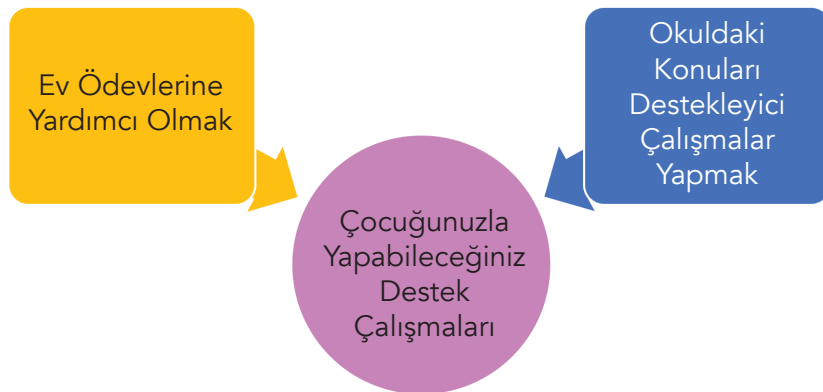 Ev Ödevlerine
Yardımcı Olmak
Okuldaki
Konuları
Destekleyici
Çalışmalar
Yapmak
Çocuğunuzla
Yapabileceğiniz
Destek
Çalışmaları